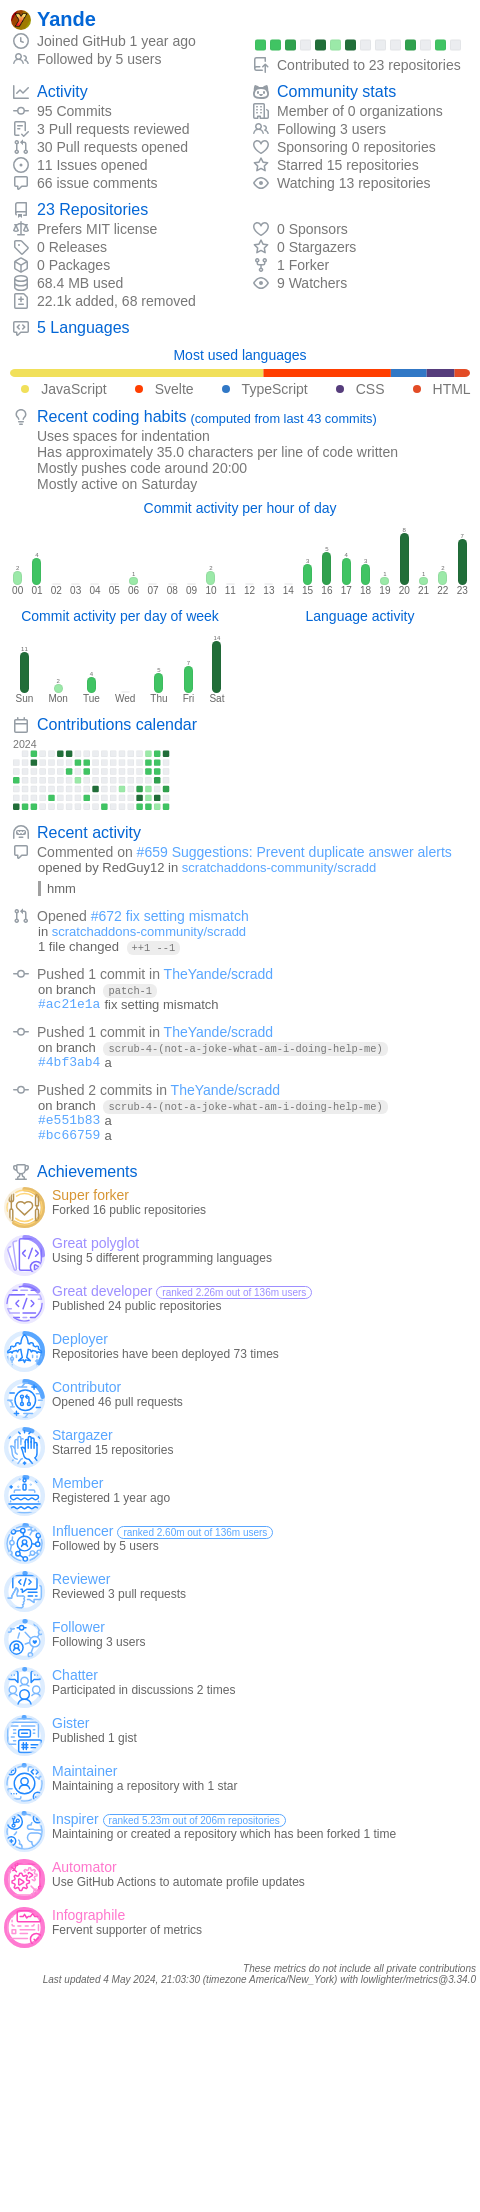 Yande
Joined GitHub 1 year ago
Followed by 5 users
Contributed to 23 repositories
Activity
95 Commits
3 Pull requests reviewed
30 Pull requests opened
11 Issues opened
66 issue comments
Community stats
Member of 0 organizations
Following 3 users
Sponsoring 0 repositories
Starred 15 repositories
Watching 13 repositories
23 Repositories
Prefers MIT license
0 Releases
0 Packages
68.4 MB used
22.1k added, 68 removed
0 Sponsors
0 Stargazers
1 Forker
9 Watchers
5 Languages
Most used languages
JavaScript Svelte TypeScript CSS HTML
Recent coding habits (computed from last 43 commits)
Uses spaces for indentation
Has approximately 35.0 characters per line of code written
Mostly pushes code around 20:00
Mostly active on Saturday
Commit activity per hour of day
2 4 1 2 3 5 4 3 1 8 1 2 7
00 01 02 03 04 05 06 07 08 09 10 11 12 13 14 15 16 17 18 19 20 21 22 23
Commit activity per day of week
11 2 4 5 7 14
Sun Mon Tue Wed Thu Fri Sat
Language activity
Contributions calendar
2024
Recent activity
Commented on #659 Suggestions: Prevent duplicate answer alerts
opened by RedGuy12 in scratchaddons-community/scradd
hmm
Opened #672 fix setting mismatch
in scratchaddons-community/scradd
1 file changed ++1 --1
Pushed 1 commit in TheYande/scradd
on branch patch-1
#ac21e1a fix setting mismatch
Pushed 1 commit in TheYande/scradd
on branch scrub-4-(not-a-joke-what-am-i-doing-help-me)
#4bf3ab4 a
Pushed 2 commits in TheYande/scradd
on branch scrub-4-(not-a-joke-what-am-i-doing-help-me)
#e551b83 a
#bc66759 a
Achievements
Super forker
Forked 16 public repositories
Great polyglot
Using 5 different programming languages
Great developer ranked 2.26m out of 136m users
Published 24 public repositories
Deployer
Repositories have been deployed 73 times
Contributor
Opened 46 pull requests
Stargazer
Starred 15 repositories
Member
Registered 1 year ago
Influencer ranked 2.60m out of 136m users
Followed by 5 users
Reviewer
Reviewed 3 pull requests
Follower
Following 3 users
Chatter
Participated in discussions 2 times
Gister
Published 1 gist
Maintainer
Maintaining a repository with 1 star
Inspirer ranked 5.23m out of 206m repositories
Maintaining or created a repository which has been forked 1 time
Automator
Use GitHub Actions to automate profile updates
Infographile
Fervent supporter of metrics
These metrics do not include all private contributions
Last updated 4 May 2024, 21:03:30 (timezone America/New_York) with lowlighter/metrics@3.34.0